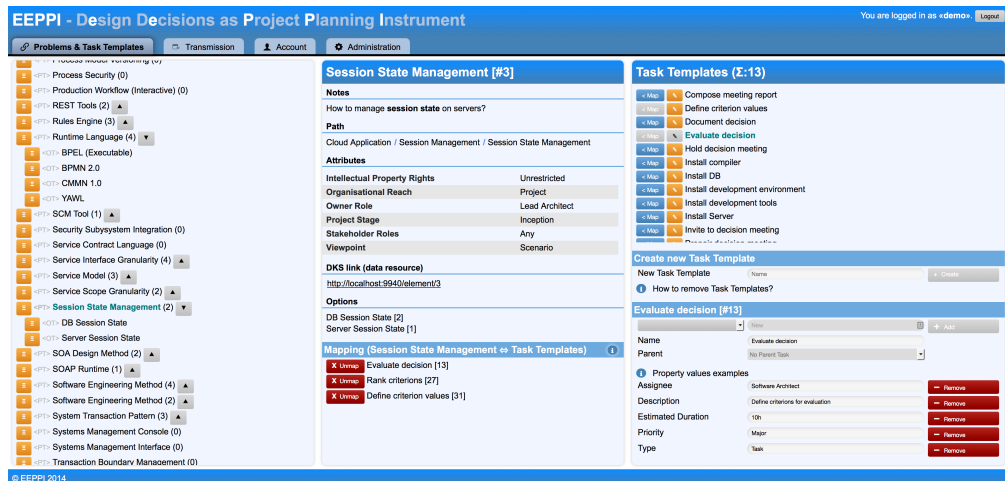 EEPPI - Design Decisions as Project Planning Instrument
You are logged in as «demo». Logout
Problems & Task Templates
Transmission
Account
Administration
<PT> Process Model Versioning (0)
<PT> Process Security (0)
<PT> Production Workflow (Interactive) (0)
<PT> REST Tools (2) ▲
<PT> Rules Engine (3) ▲
<PT> Runtime Language (4) ▼
<OT> BPEL (Executable)
<OT> BPMN 2.0
<OT> CMMN 1.0
<OT> YAWL
<PT> SCM Tool (1) ▲
<PT> Security Subsystem Integration (0)
<PT> Service Contract Language (0)
<PT> Service Interface Granularity (4) ▲
<PT> Service Model (3) ▲
<PT> Service Scope Granularity (2) ▲
<PT> Session State Management (2) ▼
<OT> DB Session State
<OT> Server Session State
<PT> SOA Design Method (2) ▲
<PT> SOAP Runtime (1) ▲
<PT> Software Engineering Method (4) ▲
<PT> Software Engineering Method (2) ▲
<PT> System Transaction Pattern (3) ▲
<PT> Systems Management Console (0)
<PT> Systems Management Interface (0)
<PT> Transaction Boundary Management (0)
Session State Management [#3]
Notes
How to manage session state on servers?
Path
Cloud Application / Session Management / Session State Management
Attributes
Intellectual Property Rights Unrestricted
Organisational Reach Project
Owner Role Lead Architect
Project Stage Inception
Stakeholder Roles Any
Viewpoint Scenario
DKS link (data resource)
http://localhost:9940/element/3
Options
DB Session State [2]
Server Session State [1]
Mapping (Session State Management ⇔ Task Templates)
X Unmap Evaluate decision [13]
X Unmap Rank criterions [27]
X Unmap Define criterion values [31]
Task Templates (Σ:13)
< Map Compose meeting report
< Map Define criterion values
< Map Document decision
< Map Evaluate decision
< Map Hold decision meeting
< Map Install compiler
< Map Install DB
< Map Install development environment
< Map Install development tools
< Map Install Server
< Map Invite to decision meeting
Create new Task Template
New Task Template Name + Create
How to remove Task Templates?
Evaluate decision [#13]
New + Add
Name Evaluate decision
Parent No Parent Task
Property values examples
Assignee Software Architect − Remove
Description Define criterions for evaluation − Remove
Estimated Duration 10h − Remove
Priority Major − Remove
Type Task − Remove
© EEPPI 2014